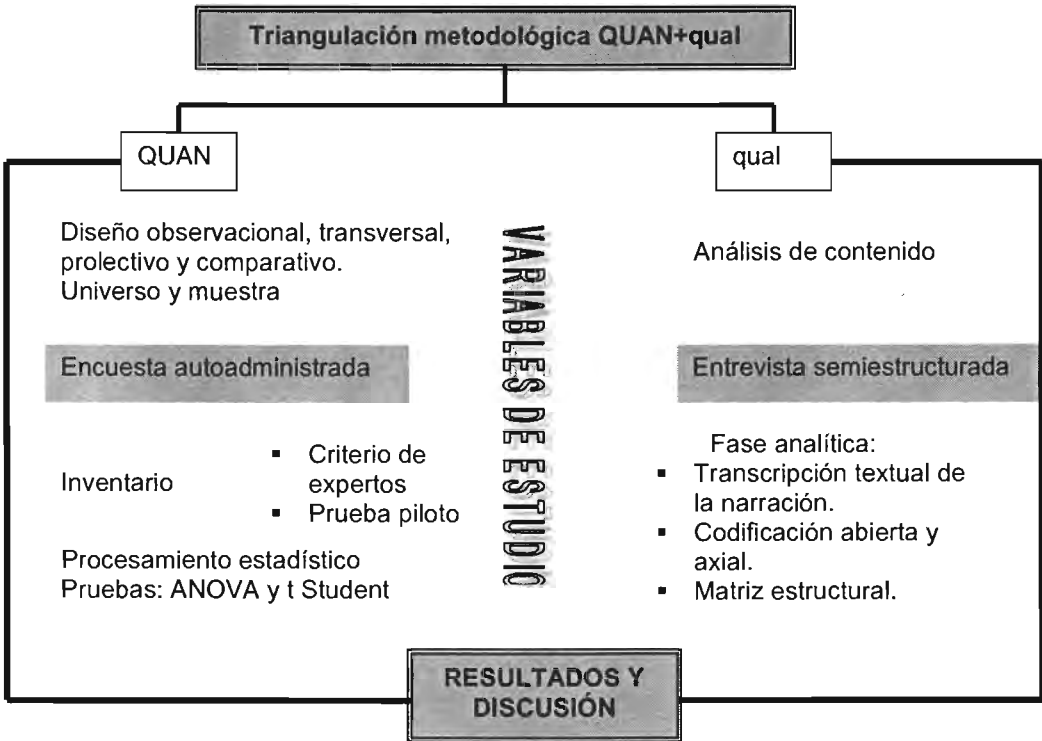 Triangulación metodológica QUAN+qual
QUAN
Diseño observacional, transversal,
prolectivo y comparativo.
Universo y muestra
Encuesta autoadministrada
Inventario
▪ Criterio de
expertos
▪ Prueba piloto
Procesamiento estadístico
Pruebas: ANOVA y t Student
VARIABLES DE ESTUDIO
qual
Análisis de contenido
Entrevista semiestructurada
Fase analítica:
▪ Transcripción textual de
la narración.
▪ Codificación abierta y
axial.
▪ Matriz estructural.
RESULTADOS Y
DISCUSIÓN